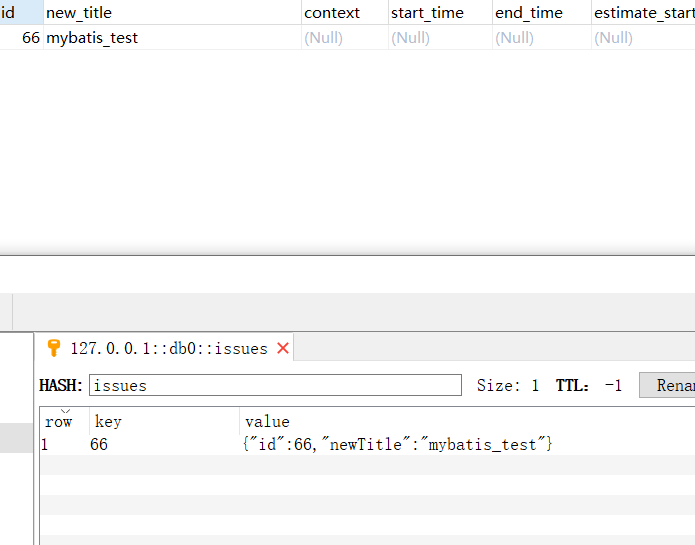 id new_title context start_time end_time estimate_start
66 mybatis_test (Null) (Null) (Null) (Null)
127.0.0.1::db0::issues
HASH: issues Size: 1 TTL: -1 Renam
row key value
1 66 {"id":66,"newTitle":"mybatis_test"}